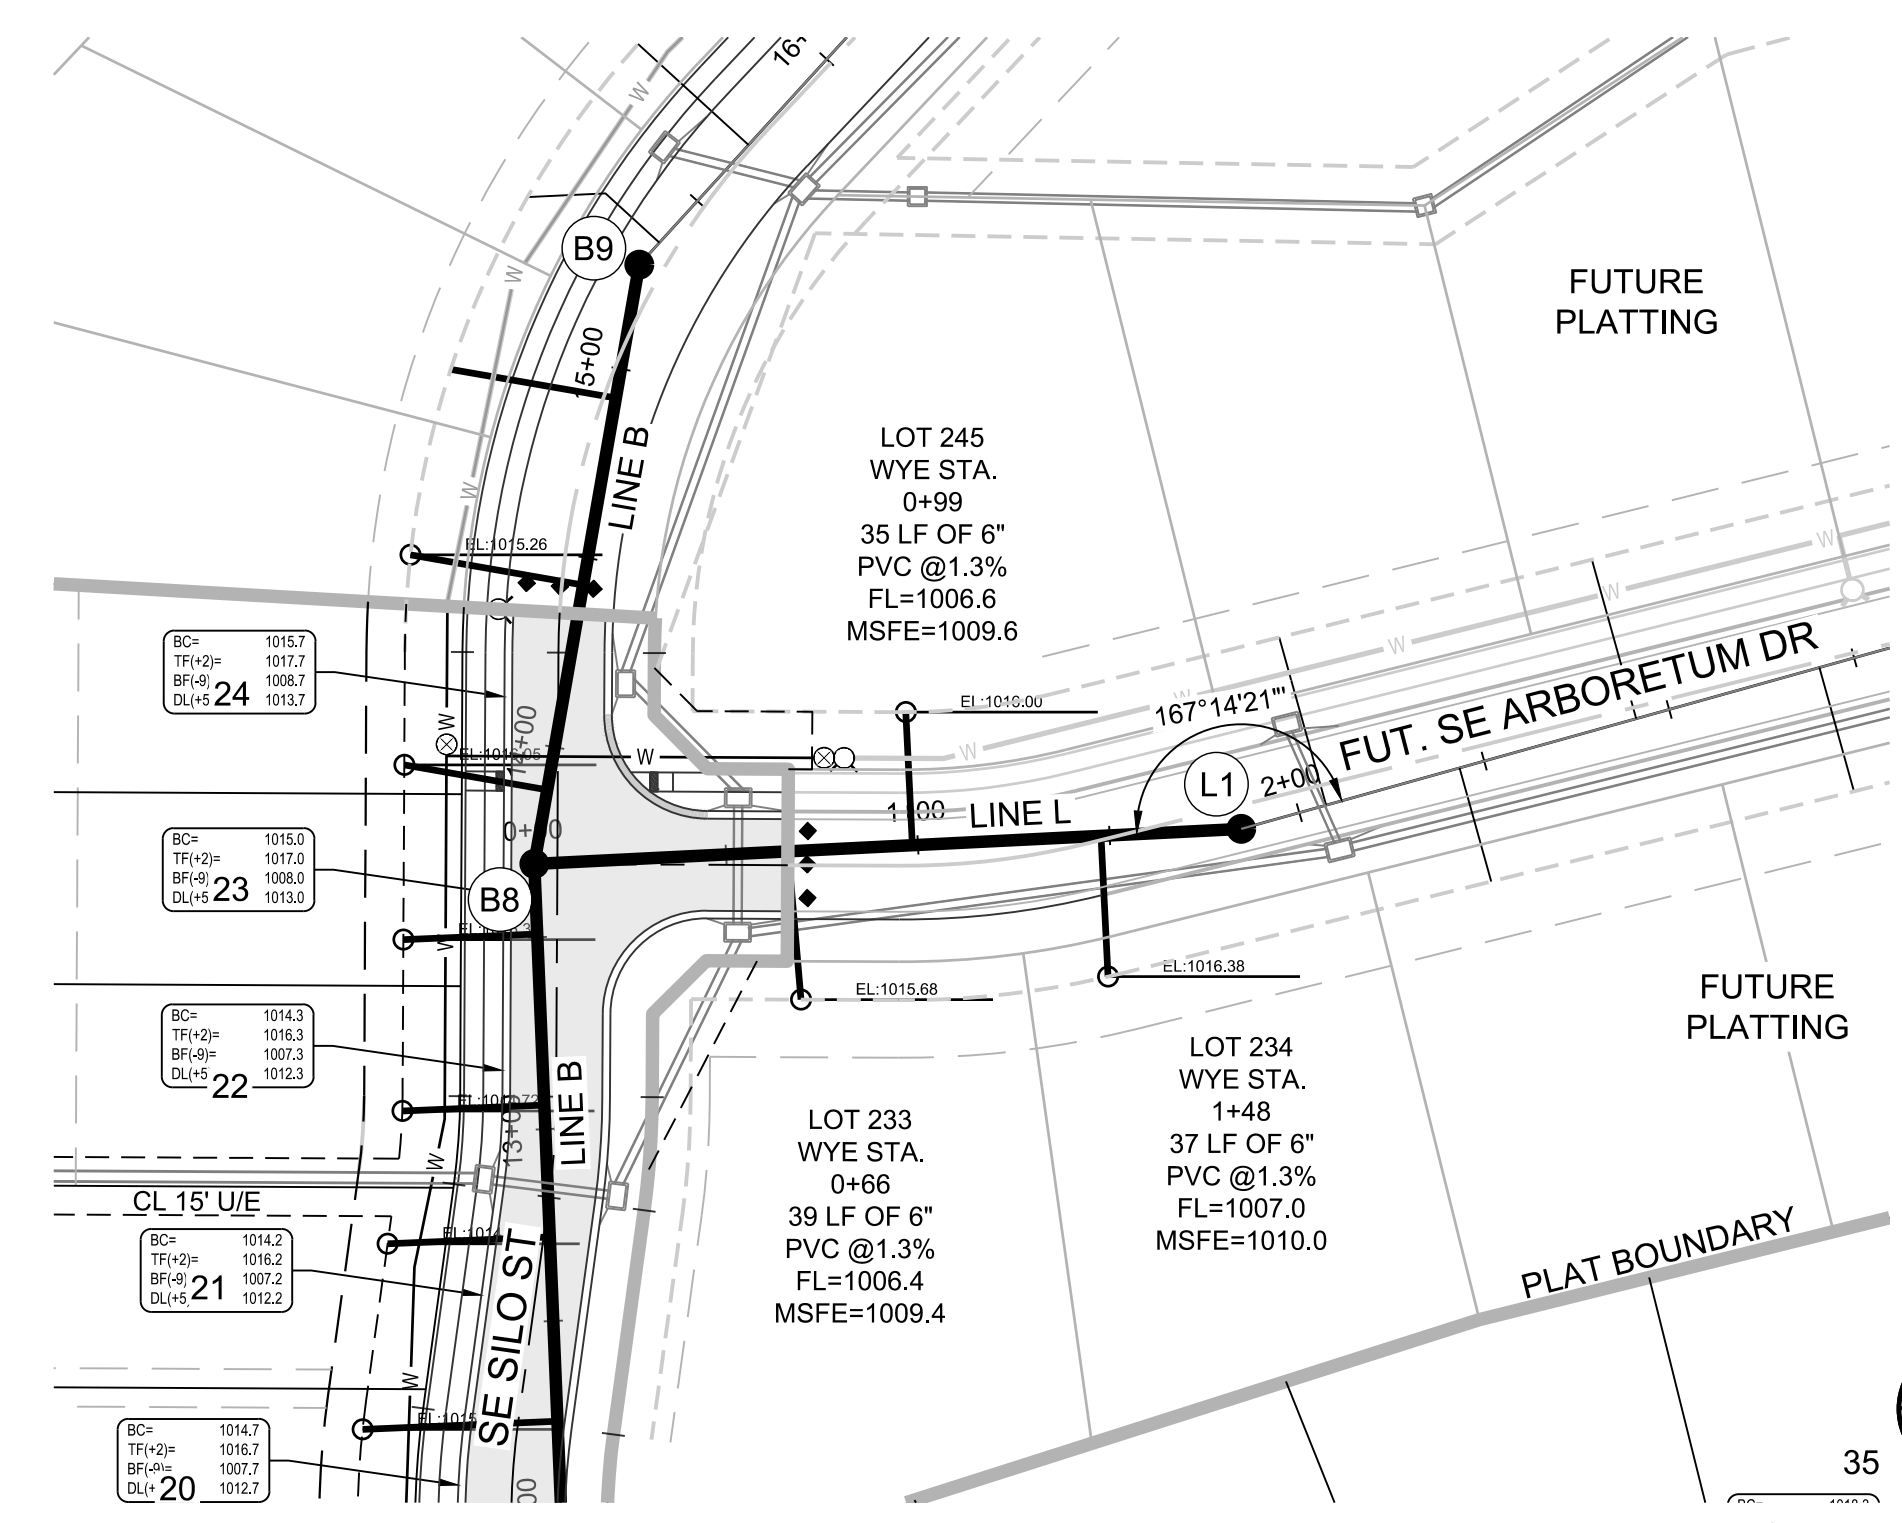 16+
W
B9
W
FUTURE
PLATTING
5+00
LINE B
LOT 245
WYE STA.
0+99
35 LF OF 6"
PVC @1.3%
FL=1006.6
MSFE=1009.6
W
EL:1015.26
W
W
W
BC= 1015.7
TF(+2)= 1017.7
BF(-9) 1008.7
DL(+5 1013.7
24
EL:1016.00
W
167°14'21"'
FUT. SE ARBORETUM DR
W
14+00
W
W
L1
2+00
LINE L
BC= 1015.0
TF(+2)= 1017.0
BF(-9) 1008.0
DL(+5 1013.0
23
B8
W
EL:1015.68
EL:1016.38
FUTURE
PLATTING
BC= 1014.3
TF(+2)= 1016.3
BF(-9)= 1007.3
DL(+5 1012.3
22
LINE B
LOT 234
WYE STA.
1+48
37 LF OF 6"
PVC @1.3%
FL=1007.0
MSFE=1010.0
LOT 233
WYE STA.
0+66
39 LF OF 6"
PVC @1.3%
FL=1006.4
MSFE=1009.4
13+00
W
CL 15' U/E
BC= 1014.2
TF(+2)= 1016.2
BF(-9) 1007.2
DL(+5 1012.2
21
SE SILO ST
PLAT BOUNDARY
W
BC= 1014.7
TF(+2)= 1016.7
BF(-9)= 1007.7
DL(+ 1012.7
20
35